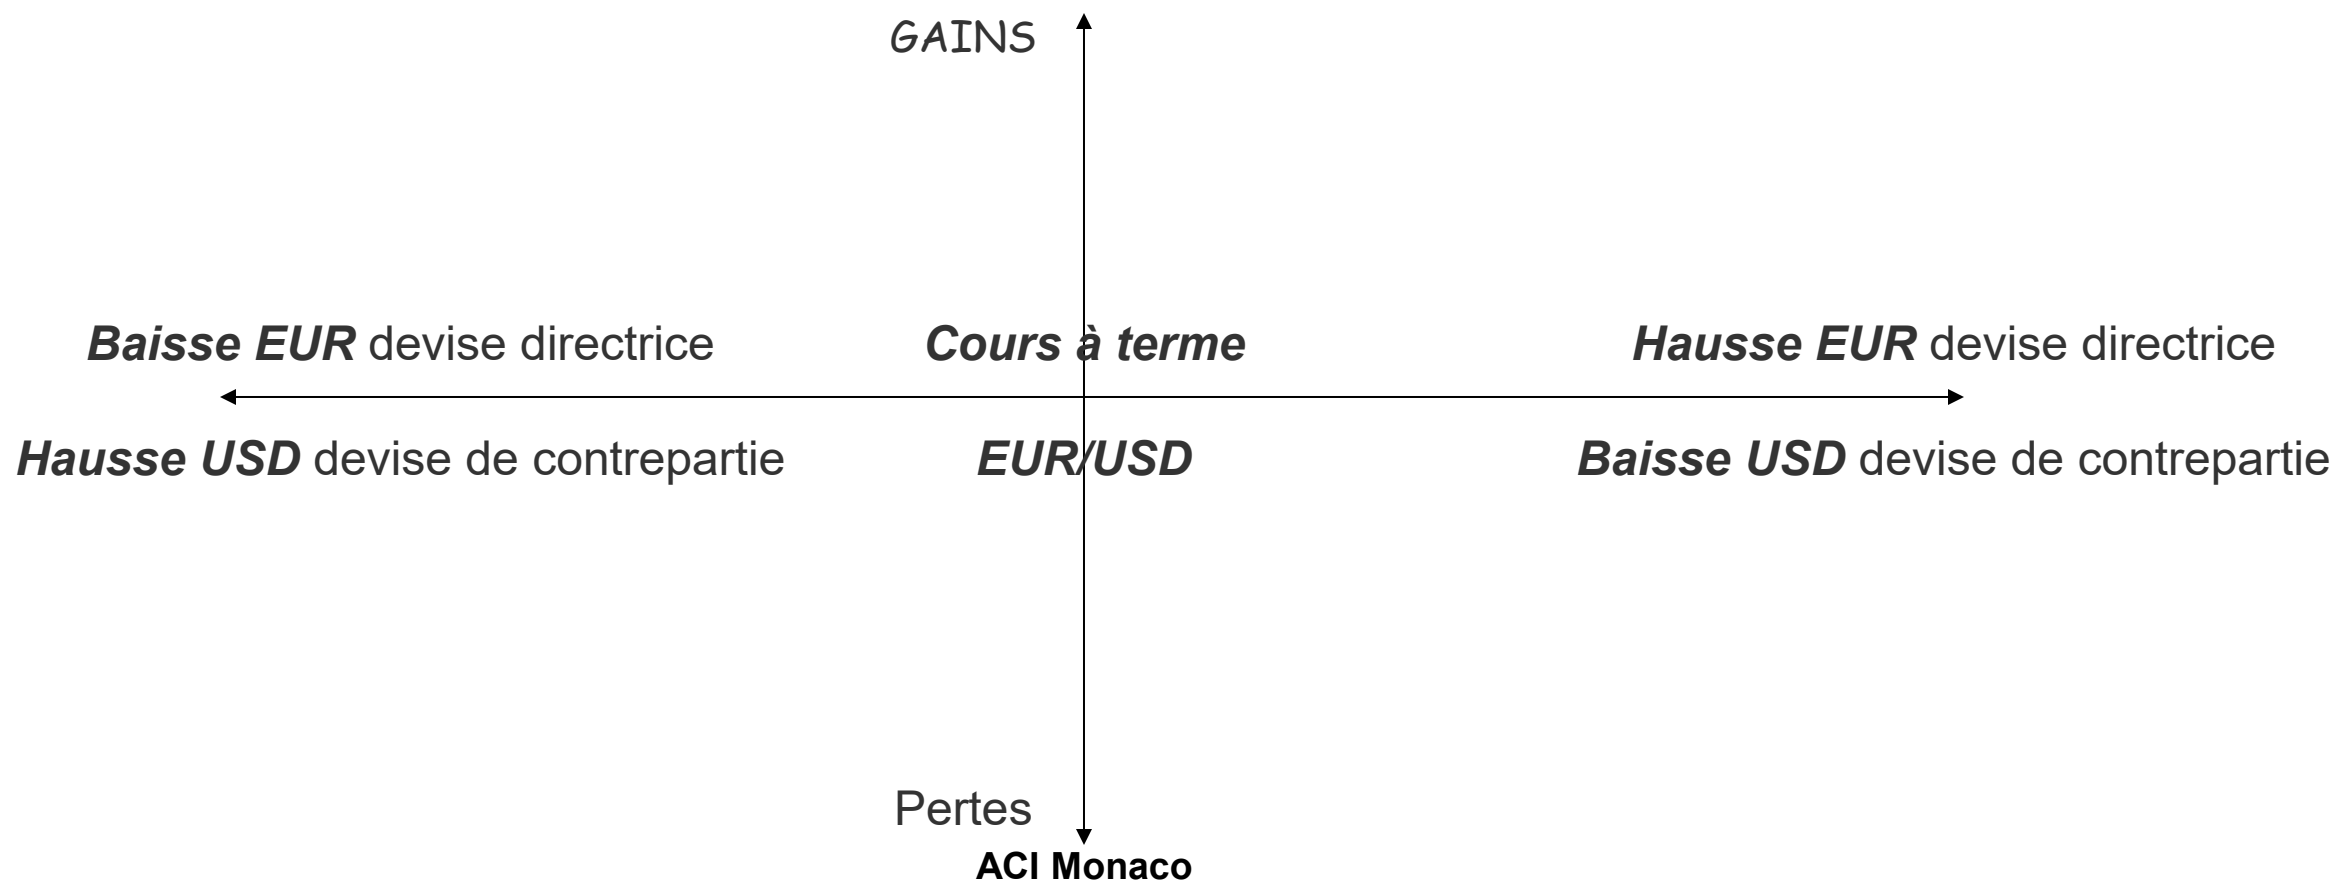 GAINS
Baisse EUR devise directrice
Cours à terme
Hausse EUR devise directrice
Hausse USD devise de contrepartie
EUR/USD
Baisse USD devise de contrepartie
Pertes
ACI Monaco